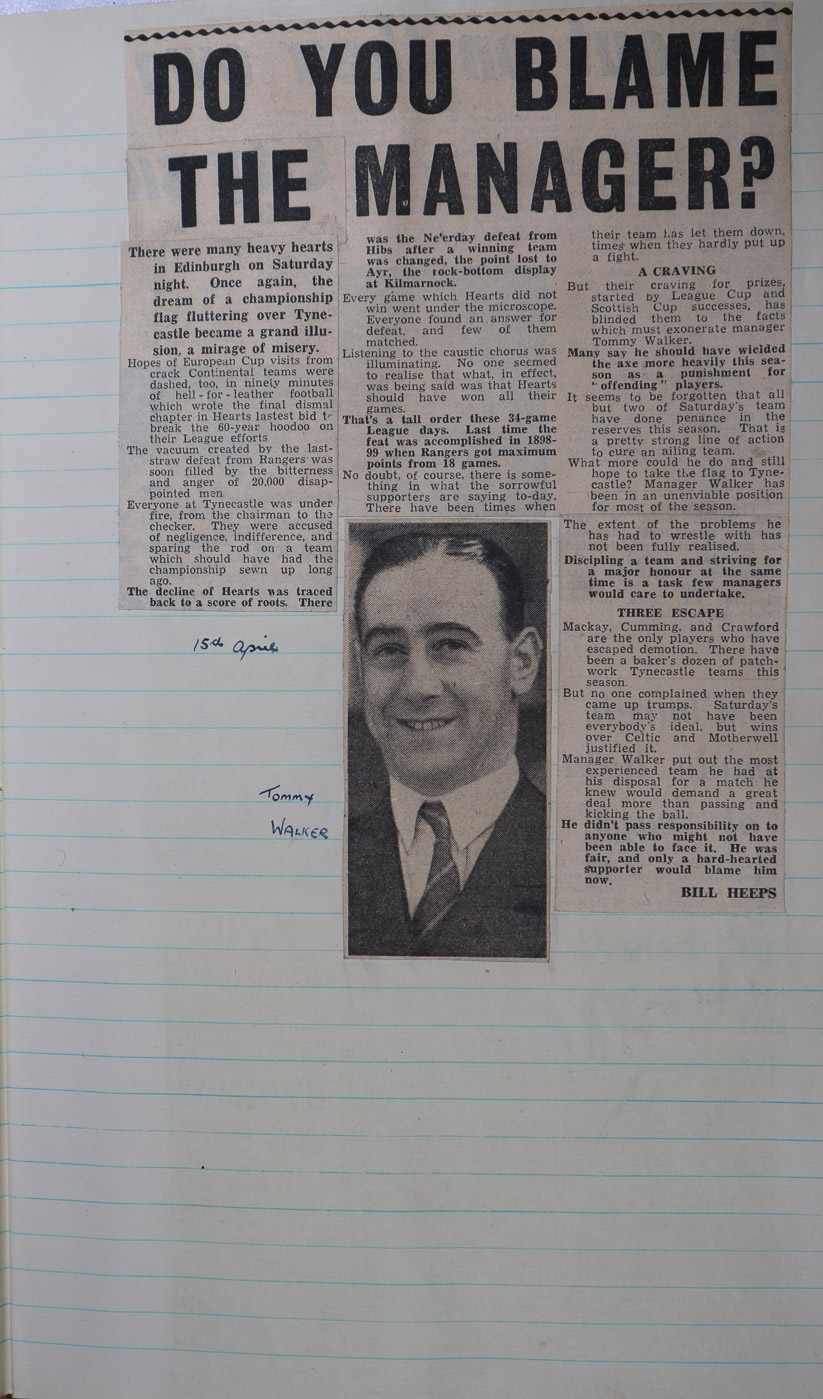 DO YOU BLAME
THE MANAGER?
There were many heavy hearts
in Edinburgh on Saturday
night. Once again, the
dream of a championship
flag fluttering over Tyne-
castle became a grand illu-
sion, a mirage of misery.
Hopes of European Cup visits from
crack Continental teams were
dashed, too, in ninely minutes
of hell-for-leather football
which wrote the final dismal
chapter in Hearts lastest bid t
break the 60-year hoodoo on
their League efforts
The vacuum created by the last-
straw defeat from Rangers was
soon filled by the bitterness
and anger of 20,000 disap-
pointed men
Everyone at Tynecastle was under
fire, from the chairman to the
checker. They were accused
of negligence, indifference, and
sparing the rod on a team
which should have had the
championship sewn up long
ago.
The decline of Hearts was traced
back to a score of roots. There
was the Ne'erday defeat from
Hibs after a winning team
was changed, the point lost to
Ayr, the rock-bottom display
at Kilmarnock.
Every game which Hearts did not
win went under the microscope.
Everyone found an answer for
defeat, and few of them
matched.
Listening to the caustic chorus was
illuminating. No one seemed
to realise that what, in effect,
was being said was that Hearts
should have won all their
games.
That's a tall order these 34-game
League days. Last time the
feat was accomplished in 1898-
99 when Rangers got maximum
points from 18 games.
No doubt, of course, there is some-
thing in what the sorrowful
supporters are saying to-day.
There have been times when
their team has let them down,
times when they hardly put up
a fight.
A CRAVING
But their craving for prizes,
started by League Cup and
Scottish Cup successes, has
blinded them to the facts
which must exonerate manager
Tommy Walker.
Many say he should have wielded
the axe more heavily this sea-
son as a punishment for
"offending" players.
It seems to be forgotten that all
but two of Saturday's team
have done penance in the
reserves this season. That is
a pretty strong line of action
to cure an ailing team.
What more could he do and still
hope to take the flag to Tyne-
castle? Manager Walker has
been in an unenviable position
for most of the season.
The extent of the problems he
has had to wrestle with has
not been fully realised.
Discipling a team and striving for
a major honour at the same
time is a task few managers
would care to undertake.
THREE ESCAPE
Mackay, Cumming, and Crawford
are the only players who have
escaped demotion. There have
been a baker's dozen of patch-
work Tynecastle teams this
season.
But no one complained when they
came up trumps. Saturday's
team may not have been
everybody's ideal, but wins
over Celtic and Motherwell
justified it.
Manager Walker put out the most
experienced team he had at
his disposal for a match he
knew would demand a great
deal more than passing and
kicking the ball.
He didn't pass responsibility on to
anyone who might not have
been able to face it. He was
fair, and only a hard-hearted
supporter would blame him
now.
BILL HEEPS
15th April
Tommy
WALKER